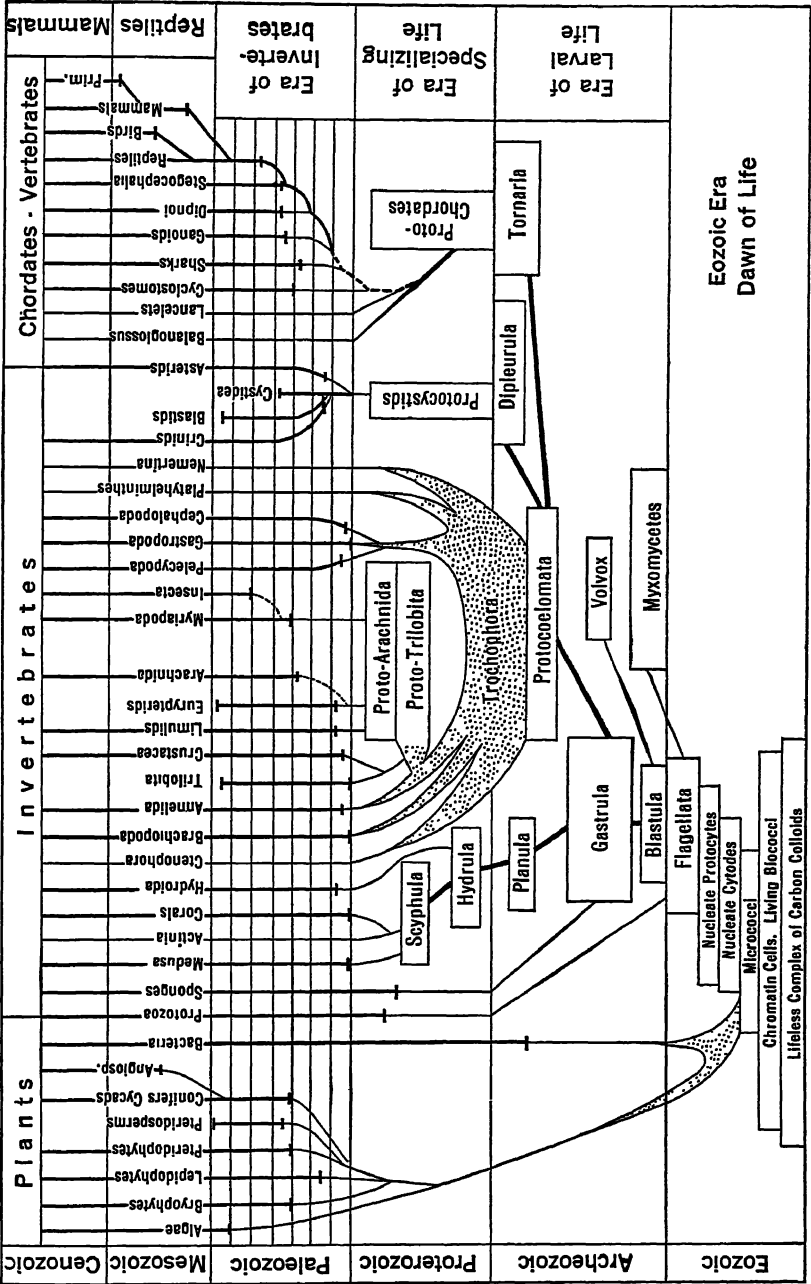 Plants
Invertebrates
Chordates - Vertebrates
Cenozoic
Mesozoic
Paleozoic
Proterozoic
Archeozoic
Eozoic
Mammals
Reptiles
Era of
Inverte-
brates
Era of
Specializing
Life
Era of
Larval
Life
Eozoic Era
Dawn of Life
Algae
Bryophytes
Lepidophytes
Pteridophytes
Pteridosperms
Conifers Cycads
Angiosp.
Bacteria
Protozoa
Sponges
Medusa
Actinia
Corals
Hydroida
Ctenophora
Brachiopoda
Annelida
Trilobita
Crustacea
Limulids
Eurypterids
Arachnida
Myriapoda
Insecta
Pelecypoda
Gastropoda
Cephalopoda
Platyhelminthes
Nemertina
Crinids
Blastids
Cystidea
Asterids
Balanoglossus
Lancelets
Cyclostomes
Sharks
Ganoids
Dipnoi
Stegocephalia
Reptiles
Birds
Mammals
Prim.
Scyphula
Hydrula
Planula
Proto-Arachnida
Proto-Trilobita
Trochophora
Protocystids
Proto-
Chordates
Dipleurula
Tornaria
Protocoelomata
Gastrula
Blastula
Volvox
Myxomycetes
Flagellata
Nucleate Protocytes
Nucleate Cytodes
Micrococci
Chromatin Cells. Living Biococci
Lifeless Complex of Carbon Colloids